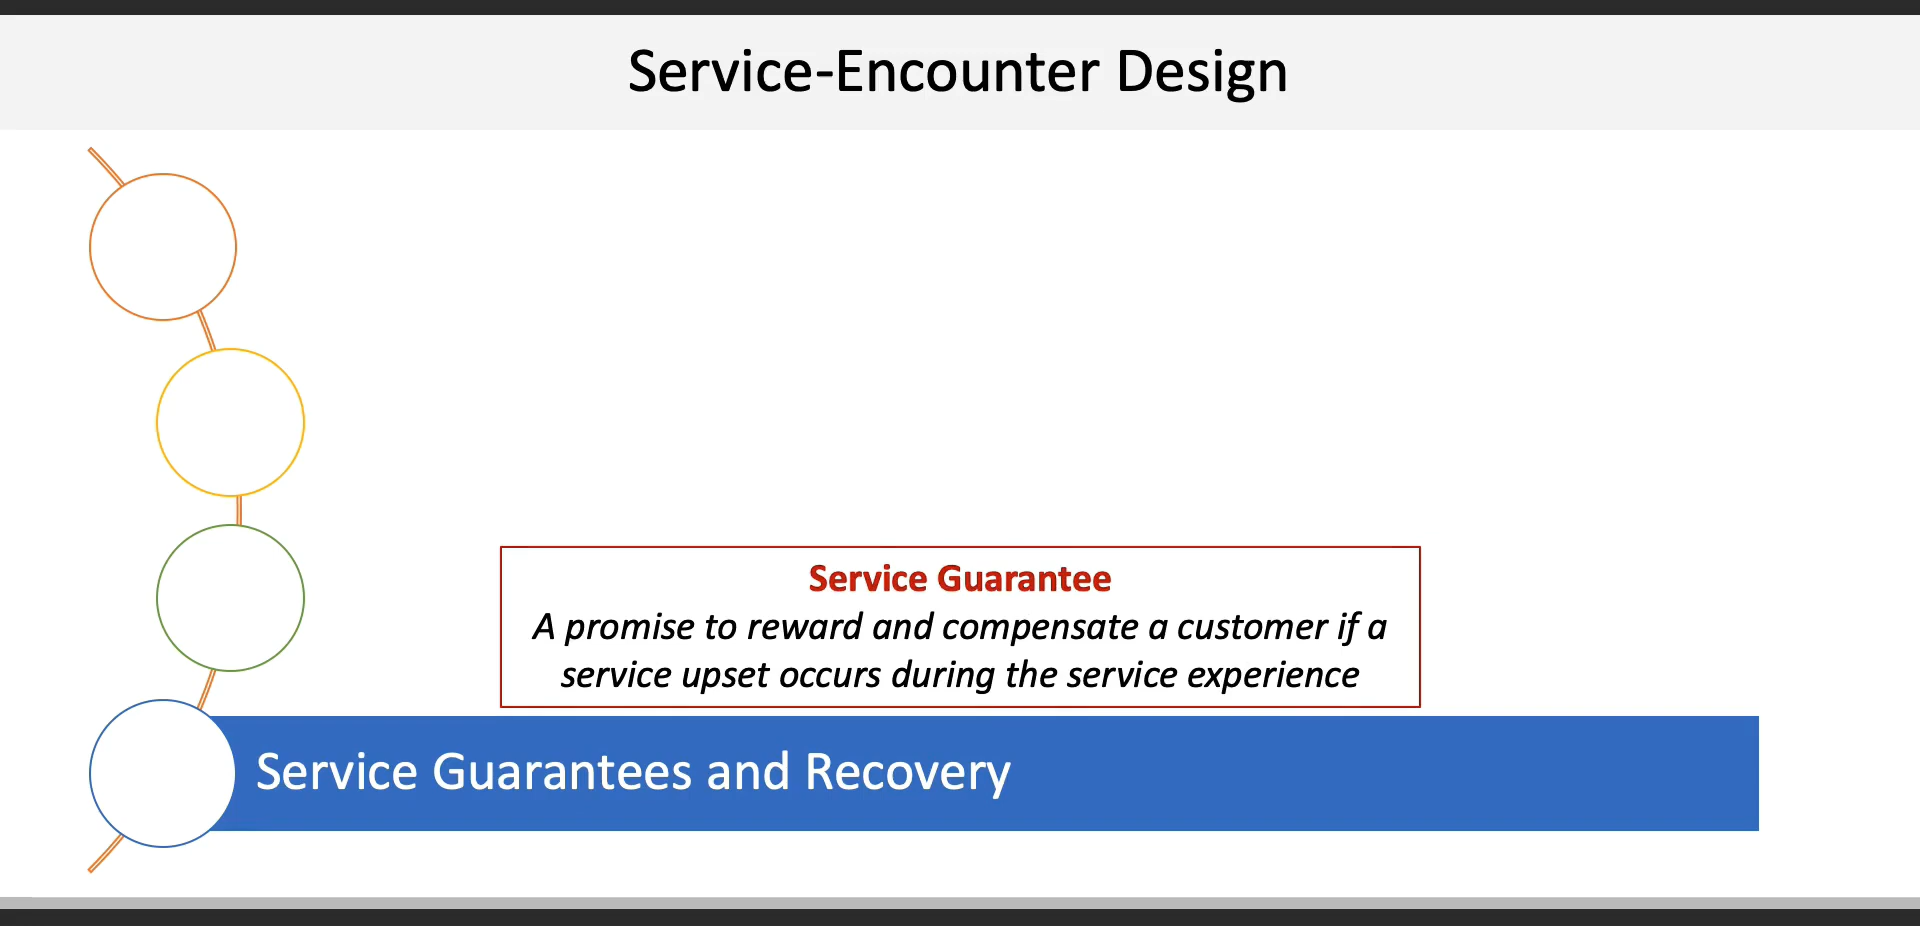 Service-Encounter Design
Service Guarantee
A promise to reward and compensate a customer if a
service upset occurs during the service experience
Service Guarantees and Recovery